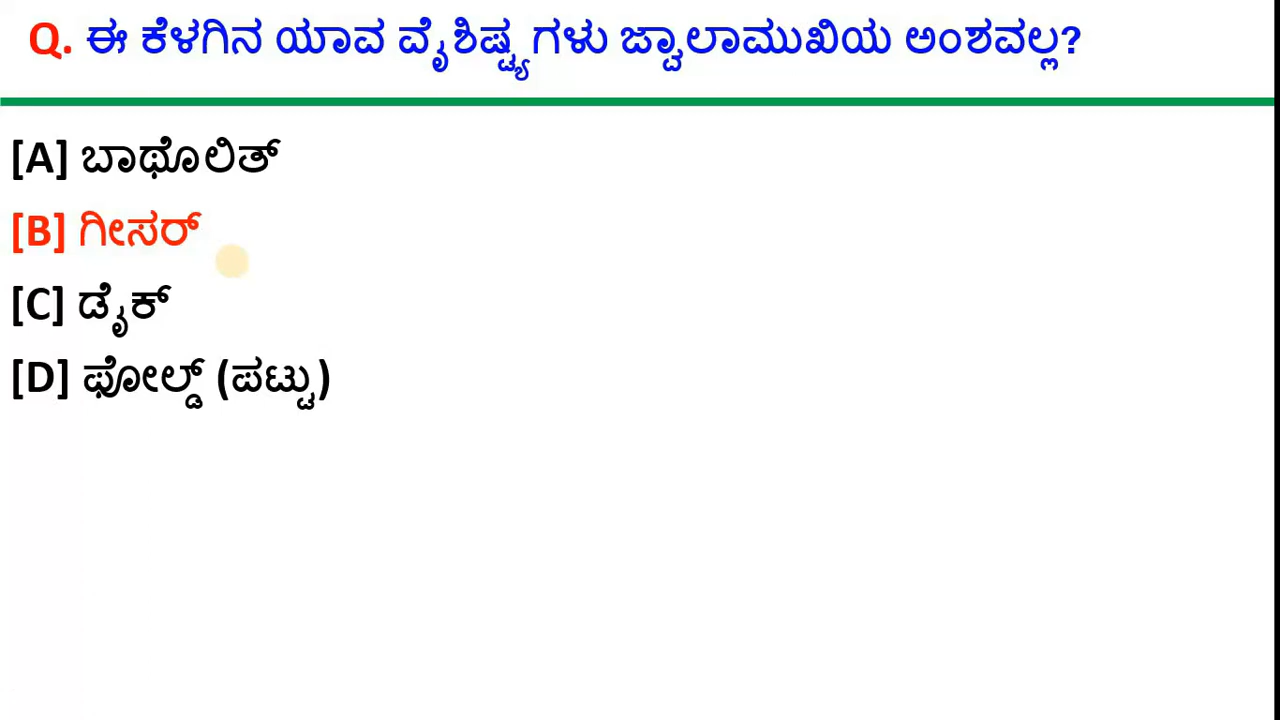 Q. ಈ ಕೆಳಗಿನ ಯಾವ ವೈಶಿಷ್ಟ್ಯಗಳು ಜ್ವಾಲಾಮುಖಿಯ ಅಂಶವಲ್ಲ?
[A] ಬಾಥೊಲಿತ್
[B] ಗೀಸರ್
[C] ಡೈಕ್
[D] ಫೋಲ್ಡ್ (ಪಟ್ಟು)